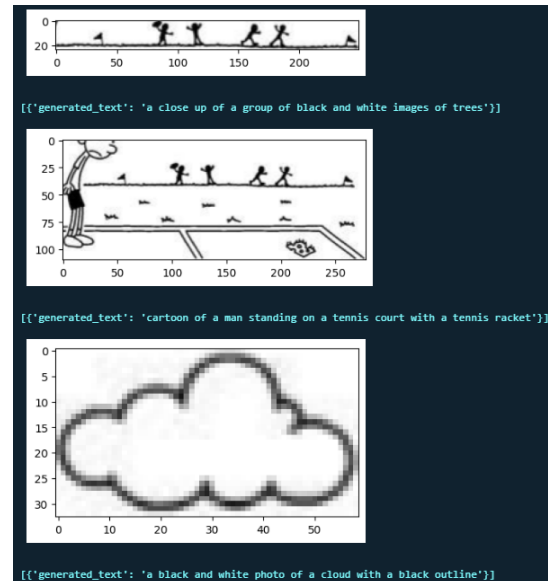 0
20
0 50 100 150 200
[{'generated_text': 'a close up of a group of black and white images of trees'}]
0
25
50
75
100
0 50 100 150 200 250
[{'generated_text': 'cartoon of a man standing on a tennis court with a tennis racket'}]
0
5
10
15
20
25
30
0 10 20 30 40 50
[{'generated_text': 'a black and white photo of a cloud with a black outline'}]